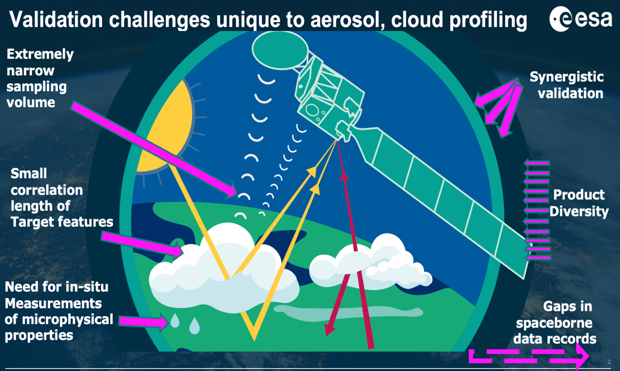 Validation challenges unique to aerosol, cloud profiling
esa
Extremely
narrow
sampling
volume
Small
correlation
length of
Target features
Need for in-situ
Measurements
of microphysical
properties
Synergistic
validation
Product
Diversity
Gaps in
spaceborne
data records
2